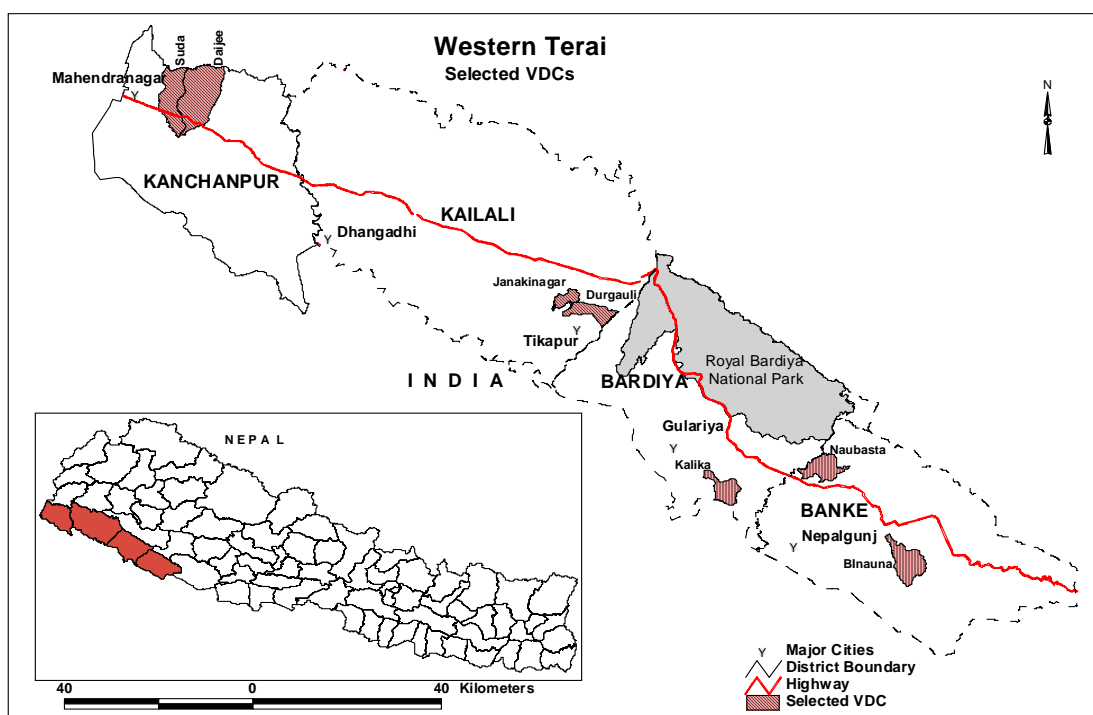 Western Terai
Selected VDCs
Suda
Daijee
Mahendranagar
Y
N
KANCHANPUR
KAILALI
Dhangadhi
Y
Janakinagar
Durgauli
Tikapur
Y
INDIA
BARDIYA
Royal Bardiya
National Park
Gulariya
Y
Kalika
Naubasta
BANKE
Nepalgunj
Y
BInauna
NEPAL
40 0 40 Kilometers
Y Major Cities
District Boundary
Highway
Selected VDC